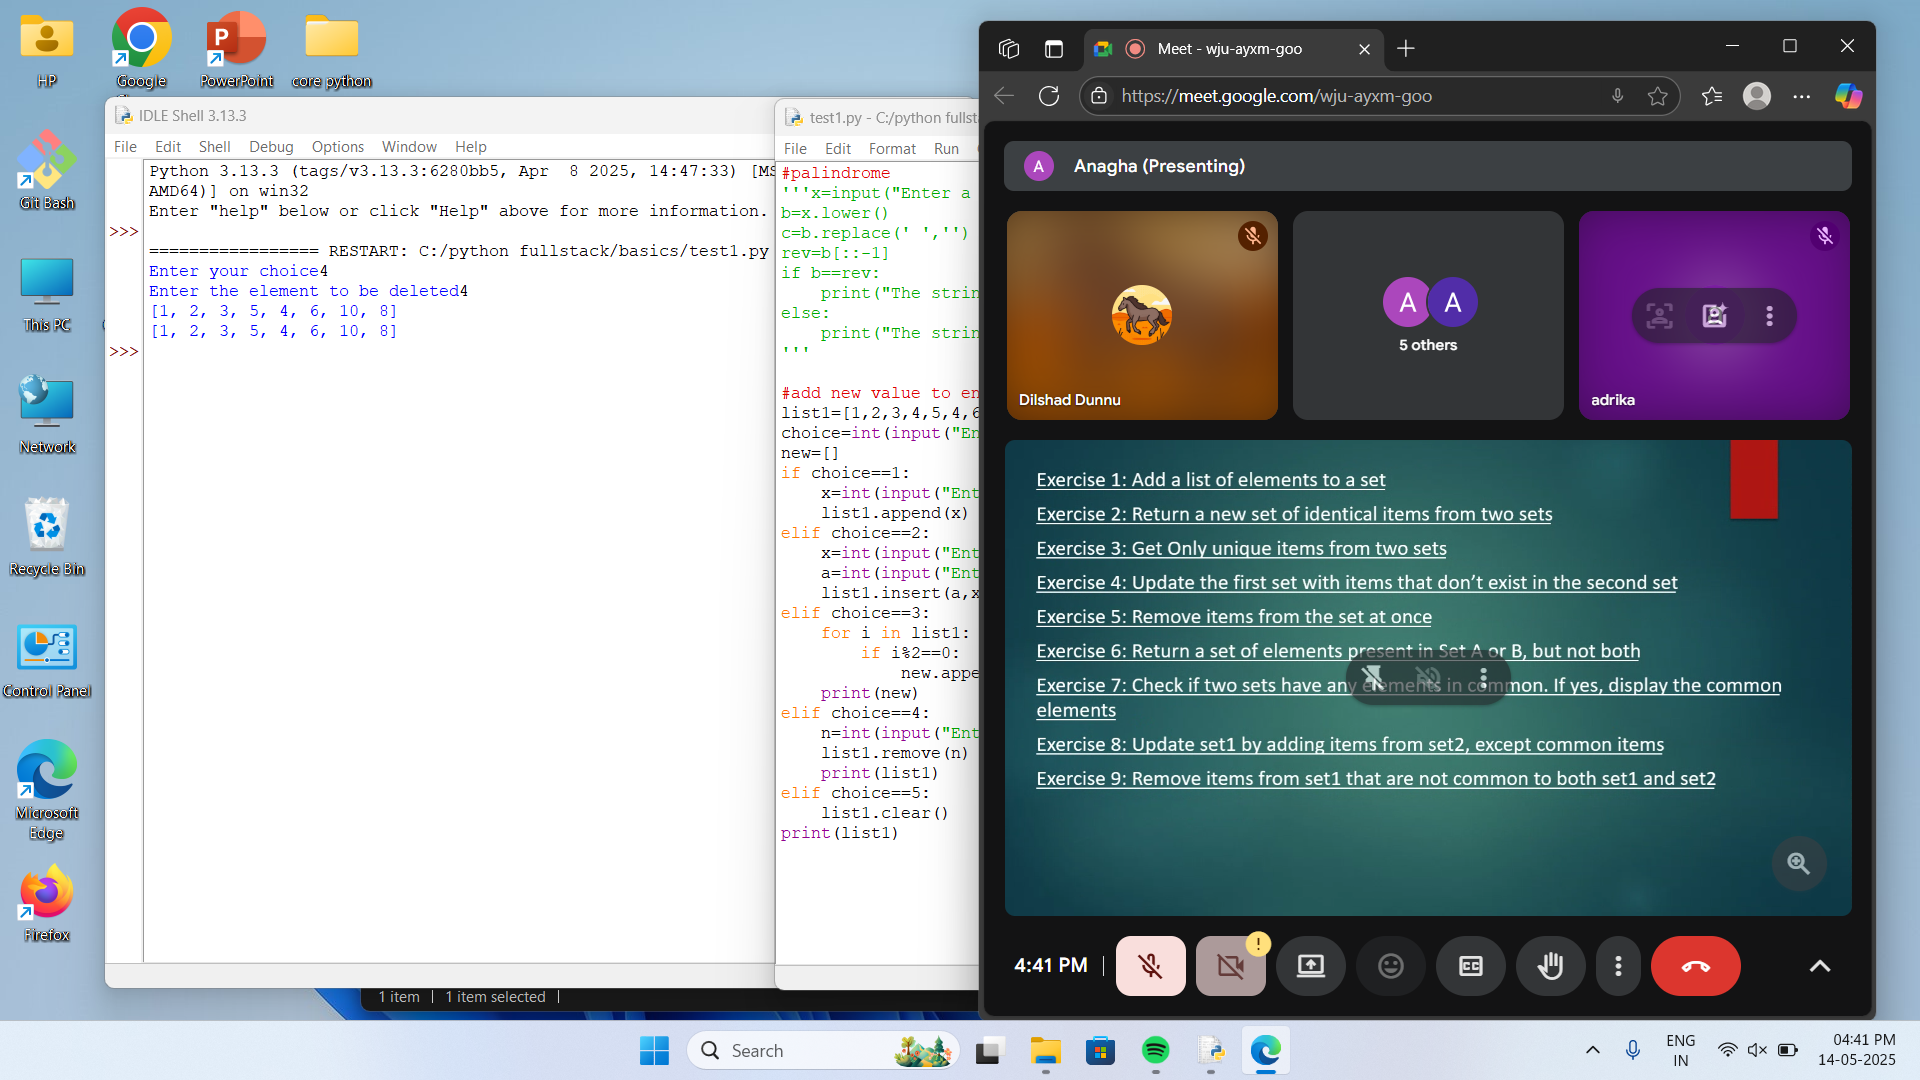 HP
Google
PowerPoint
core python
Git Bash
This PC
Network
Recycle Bin
Control Panel
Microsoft
Edge
Firefox
IDLE Shell 3.13.3
File Edit Shell Debug Options Window Help
Python 3.13.3 (tags/v3.13.3:6280bb5, Apr  8 2025, 14:47:33) [MS
AMD64)] on win32
Enter "help" below or click "Help" above for more information.
>>>
================ RESTART: C:/python fullstack/basics/test1.py
Enter your choice4
Enter the element to be deleted4
[1, 2, 3, 5, 4, 6, 10, 8]
[1, 2, 3, 5, 4, 6, 10, 8]
>>>
1 item | 1 item selected |
test1.py - C:/python fullst
File Edit Format Run
#palindrome
'''x=input("Enter a
b=x.lower()
c=b.replace(' ','')
rev=b[::-1]
if b==rev:
    print("The strin
else:
    print("The strin
'''
#add new value to en
list1=[1,2,3,4,5,4,6
choice=int(input("En
new=[]
if choice==1:
    x=int(input("Ent
    list1.append(x)
elif choice==2:
    x=int(input("Ent
    a=int(input("Ent
    list1.insert(a,x
elif choice==3:
    for i in list1:
        if i%2==0:
            new.appe
    print(new)
elif choice==4:
    n=int(input("Ent
    list1.remove(n)
    print(list1)
elif choice==5:
    list1.clear()
print(list1)
Meet - wju-ayxm-goo
https://meet.google.com/wju-ayxm-goo
A Anagha (Presenting)
Dilshad Dunnu
A A
5 others
adrika
Exercise 1: Add a list of elements to a set
Exercise 2: Return a new set of identical items from two sets
Exercise 3: Get Only unique items from two sets
Exercise 4: Update the first set with items that don’t exist in the second set
Exercise 5: Remove items from the set at once
Exercise 6: Return a set of elements present in Set A or B, but not both
Exercise 7: Check if two sets have any elements in common. If yes, display the common
elements
Exercise 8: Update set1 by adding items from set2, except common items
Exercise 9: Remove items from set1 that are not common to both set1 and set2
4:41 PM |
Search
ENG
IN
04:41 PM
14-05-2025